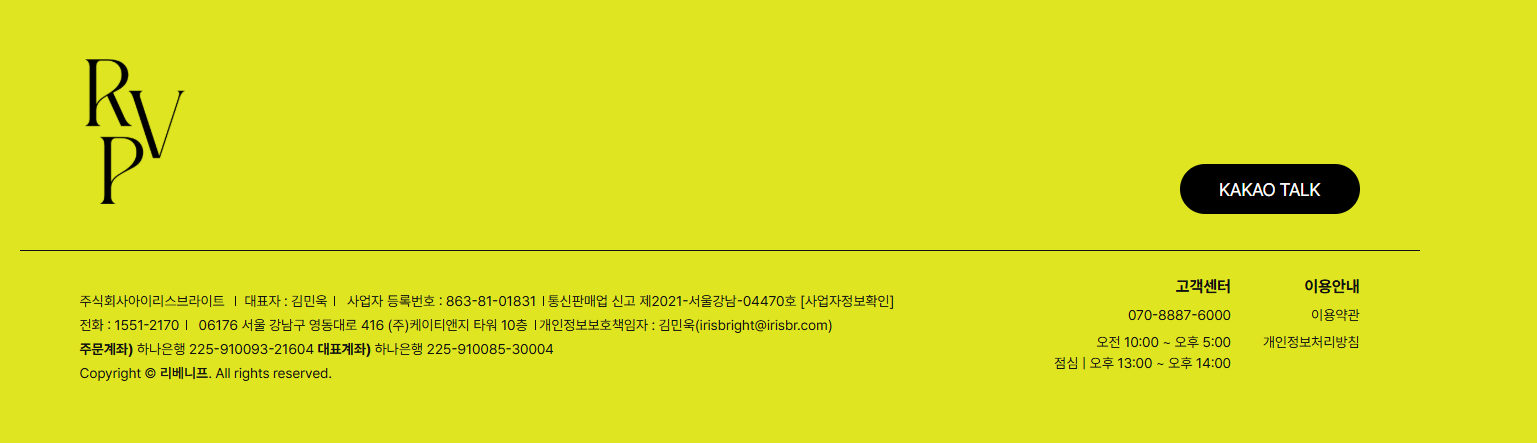 RV
P
KAKAO TALK
주식회사아이리스브라이트 | 대표자 : 김민욱 | 사업자 등록번호 : 863-81-01831 | 통신판매업 신고 제2021-서울강남-04470호 [사업자정보확인]
전화 : 1551-2170 | 06176 서울 강남구 영동대로 416 (주)케이티앤지 타워 10층 | 개인정보보호책임자 : 김민욱(irisbright@irisbr.com)
주문계좌) 하나은행 225-910093-21604 대표계좌) 하나은행 225-910085-30004
Copyright © 리베니프. All rights reserved.
고객센터
070-8887-6000
오전 10:00 ~ 오후 5:00
점심 | 오후 13:00 ~ 오후 14:00
이용안내
이용약관
개인정보처리방침